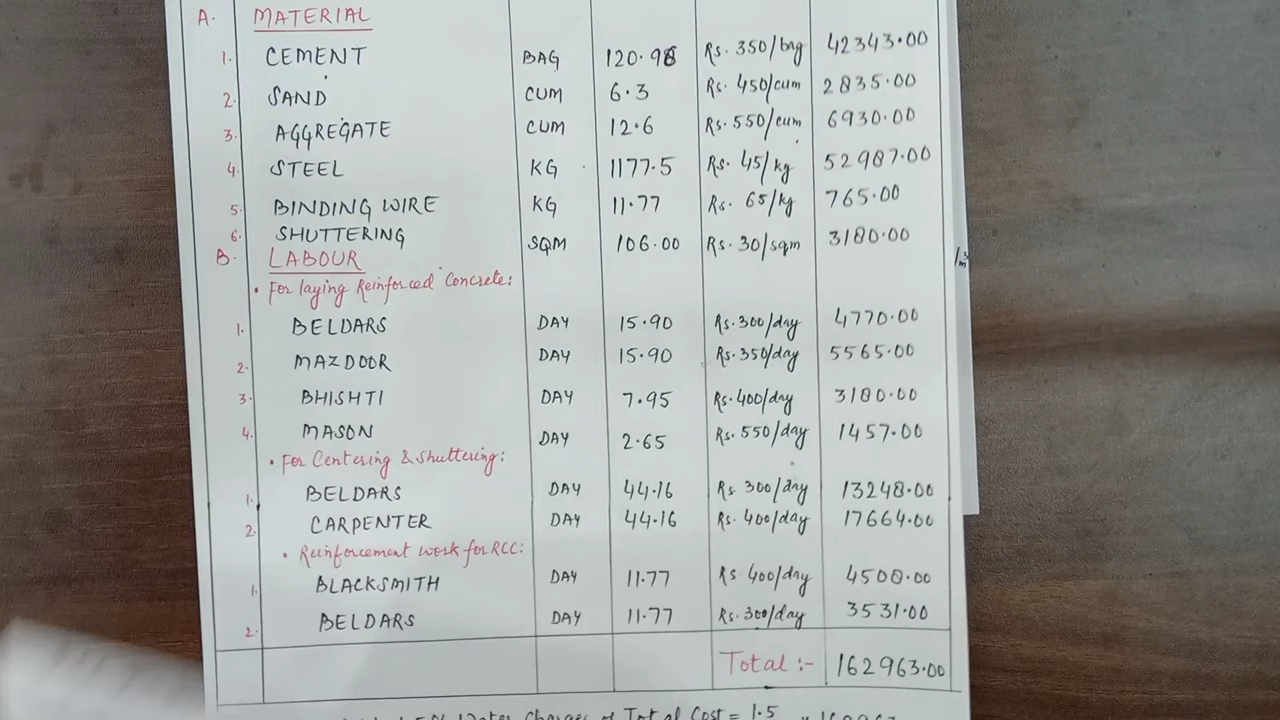 A. MATERIAL
1. CEMENT BAG 120.98 Rs. 350/bag 42343.00
2. SAND CUM 6.3 Rs. 450/cum 2835.00
3. AGGREGATE CUM 12.6 Rs. 550/cum 6930.00
4. STEEL KG 1177.5 Rs. 45/kg 52987.00
5. BINDING WIRE KG 11.77 Rs. 65/kg 765.00
6. SHUTTERING SQM 106.00 Rs. 30/sqm 3180.00
B. LABOUR
• For laying Reinforced Concrete:
1. BELDARS DAY 15.90 Rs. 300/day 4770.00
2. MAZDOOR DAY 15.90 Rs. 350/day 5565.00
3. BHISHTI DAY 7.95 Rs. 400/day 3180.00
4. MASON DAY 2.65 Rs. 550/day 1457.00
• For Centering & Shuttering:
1. BELDARS DAY 44.16 Rs 300/day 13248.00
2. CARPENTER DAY 44.16 Rs. 400/day 17664.00
• Reinforcement work for RCC:
1. BLACKSMITH DAY 11.77 Rs 400/day 4508.00
2. BELDARS DAY 11.77 Rs. 300/day 3531.00
Total :- 162963.00
Charges of Total Cost = 1.5
/m³